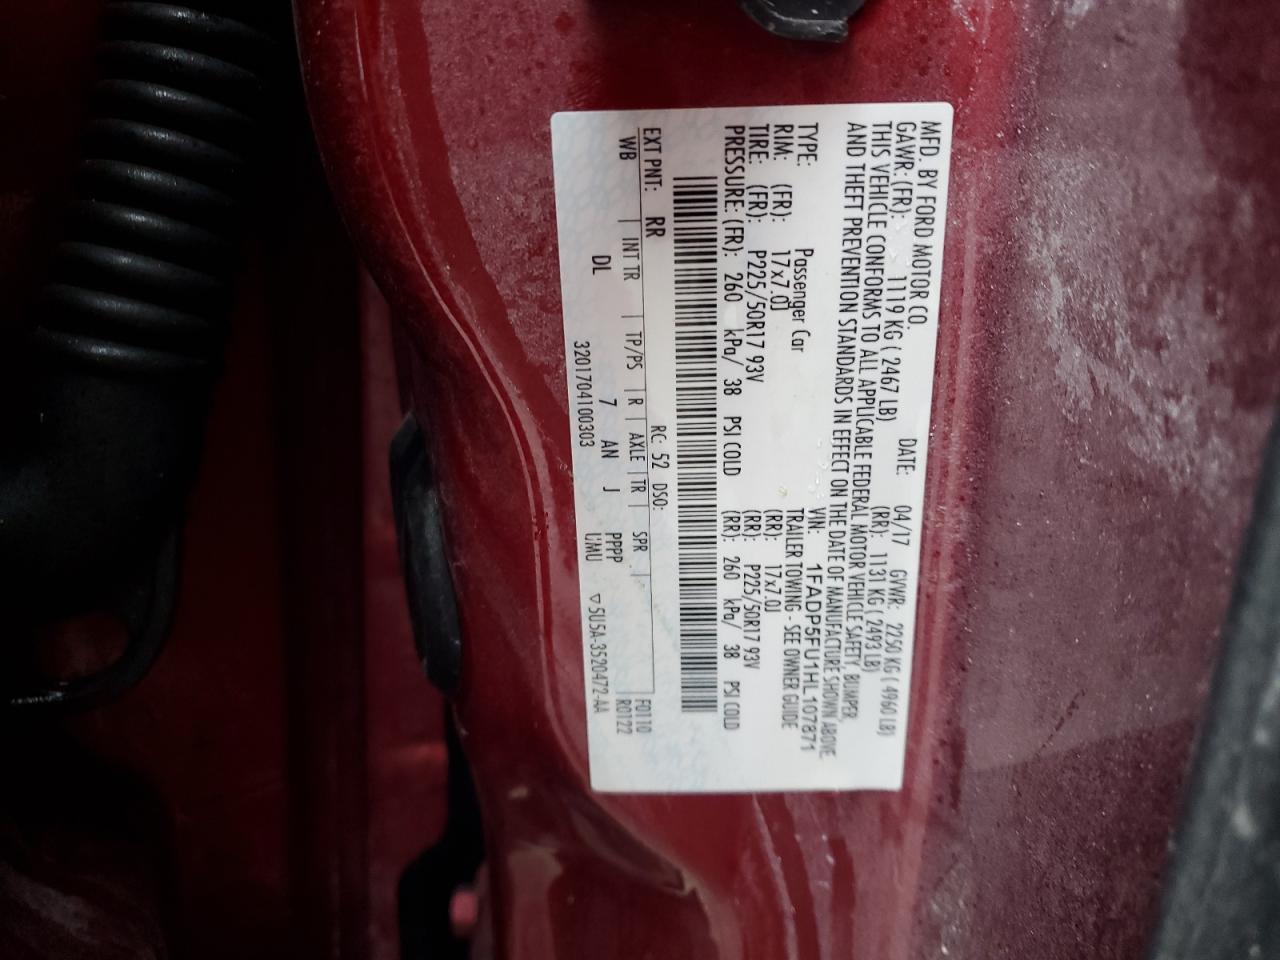 MFD. BY FORD MOTOR CO. DATE: 04/17 GVWR: 2250 KG ( 4960 LB)
GAWR: (FR): 1119 KG ( 2467 LB) (RR): 1131 KG ( 2493 LB)
THIS VEHICLE CONFORMS TO ALL APPLICABLE FEDERAL MOTOR VEHICLE SAFETY, BUMPER,
AND THEFT PREVENTION STANDARDS IN EFFECT ON THE DATE OF MANUFACTURE SHOWN ABOVE
VIN: 1FADP5FU1HL107871
TYPE: Passenger Car TRAILER TOWING - SEE OWNER GUIDE
RIM: (FR): 17x7.0J (RR): 17x7.0J
TIRE: (FR): P225/50R17 93V (RR): P225/50R17 93V
PRESSURE: (FR): 260 kPa/ 38 PSI COLD (RR): 260 kPa/ 38 PSI COLD
EXT PNT: RR RC: 52 DSO: F0110
WB | INT TR | TP/PS | R | AXLE | TR | SPR R0122
DL 7 AN J PPPP
UMU ▽ 5U5A-3520472-AA
3201704100303